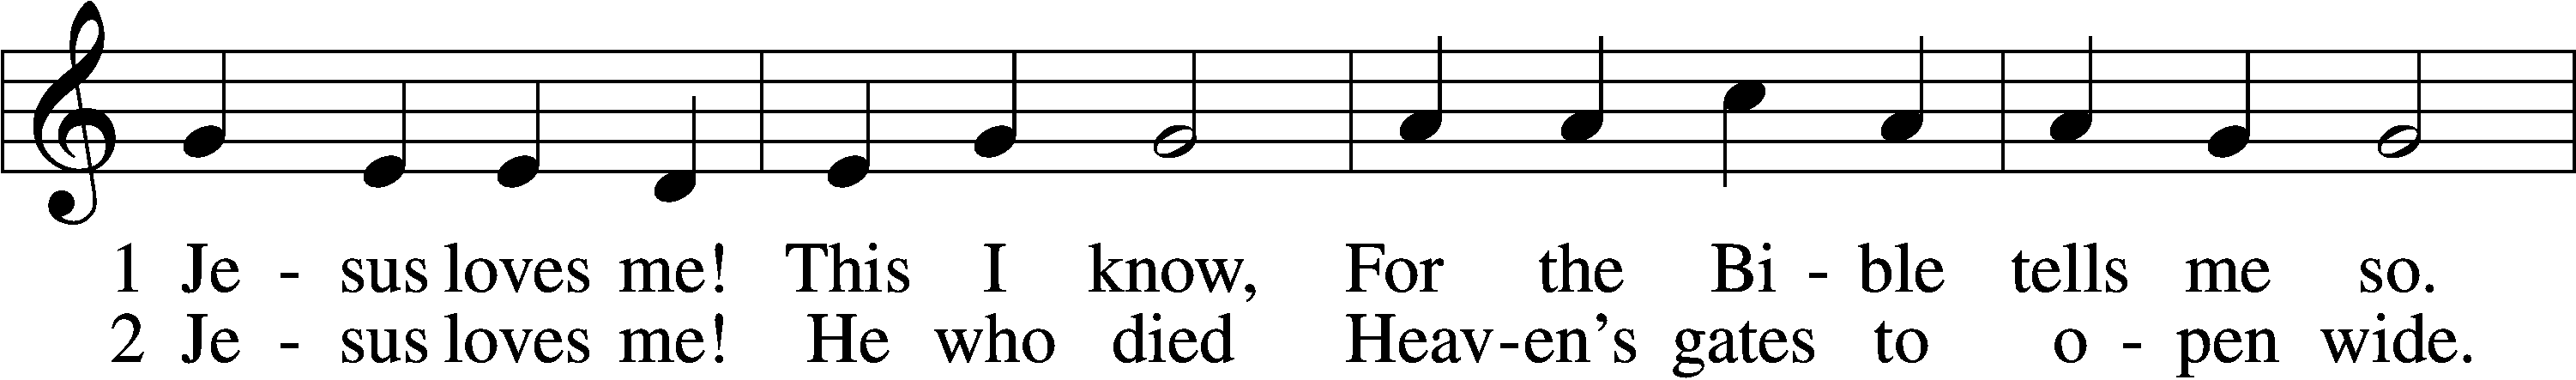 1 Je - sus loves me! This I know, For the Bi - ble tells me so.
2 Je - sus loves me! He who died Heav-en’s gates to o - pen wide.